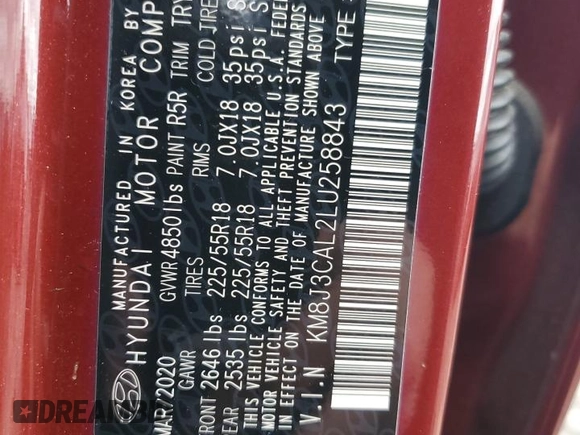 MANUFACTURED IN KOREA BY
HYUNDAI MOTOR COMP
MAR/2020 GVWR 4850 lbs PAINT R5R TRIM TRY
GAWR TIRES RIMS COLD TIRE
FRONT 2646 lbs 225/55R18 7.0JX18 35psi
REAR 2535 lbs 225/55R18 7.0JX18 35psi
THIS VEHICLE CONFORMS TO ALL APPLICABLE U.S.A. FEDE
MOTOR VEHICLE SAFETY AND THEFT PREVENTION STANDARDS
EFFECT ON THE DATE OF MANUFACTURE SHOWN ABOVE
V.I.N KM8J3CAL2LU258843 TYPE